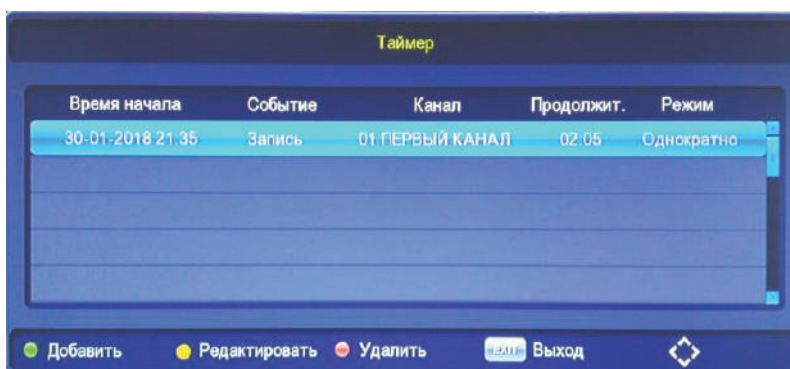 Таймер
Время начала Событие Канал Продолжит. Режим
30-01-2018 21:35 Запись 01 ПЕРВЫЙ КАНАЛ 02:05 Однократно
Добавить Редактировать Удалить EXIT Выход